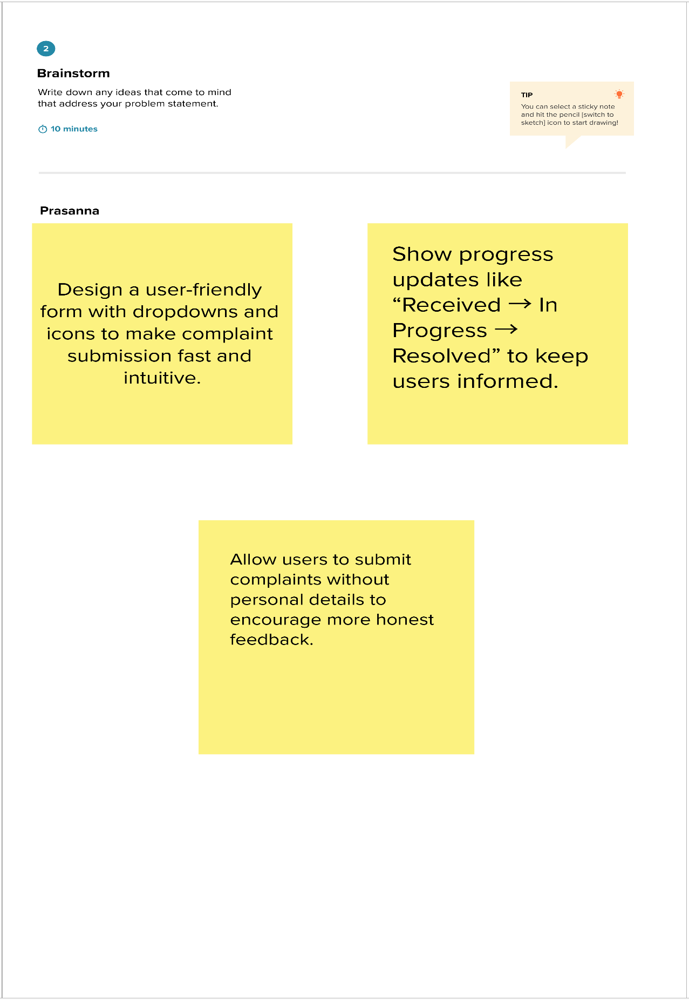 2
Brainstorm
Write down any ideas that come to mind
that address your problem statement.
10 minutes
TIP
You can select a sticky note
and hit the pencil [switch to
sketch] icon to start drawing!
Prasanna
Design a user-friendly
form with dropdowns and
icons to make complaint
submission fast and
intuitive.
Show progress
updates like
“Received → In
Progress →
Resolved” to keep
users informed.
Allow users to submit
complaints without
personal details to
encourage more honest
feedback.